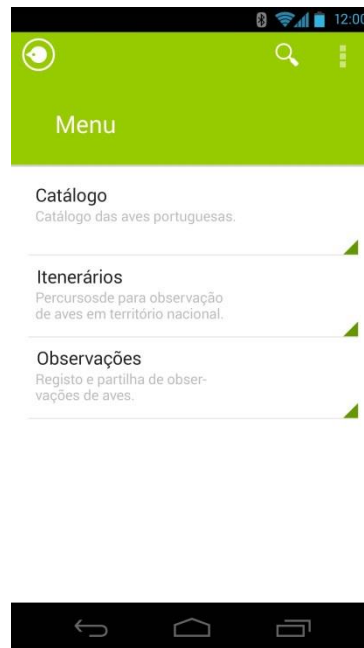 12:00
Menu
Catálogo
Catálogo das aves portuguesas.
Itenerários
Percursosde para observação
de aves em território nacional.
Observações
Registo e partilha de obser-
vações de aves.